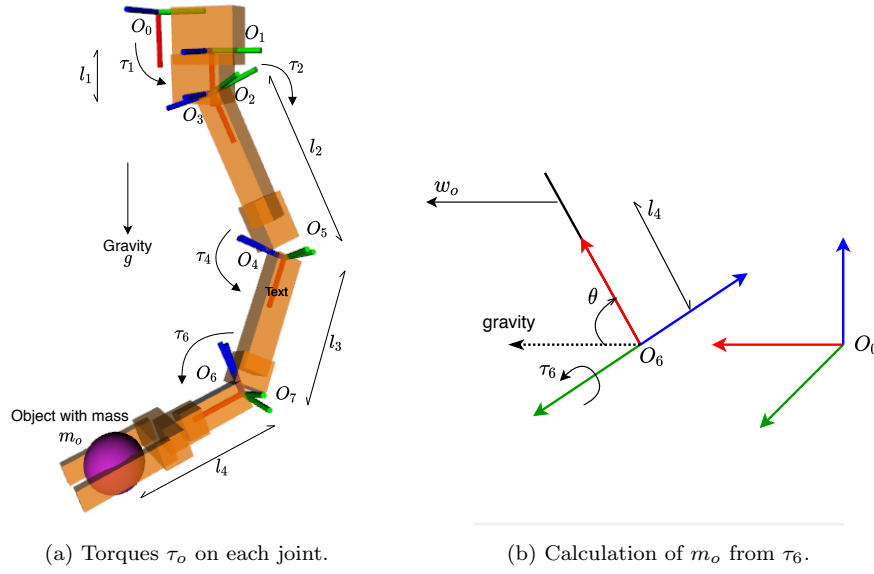 O₀
O₁
l₁
τ₁
τ₂
O₂
O₃
l₂
Gravity
g
O₅
τ₄
O₄
Text
τ₆
l₃
O₆
O₇
Object with mass
mₒ
l₄
(a) Torques τₒ on each joint.
wₒ
l₄
θ
gravity
O₆
τ₆
O₀
(b) Calculation of mₒ from τ₆.